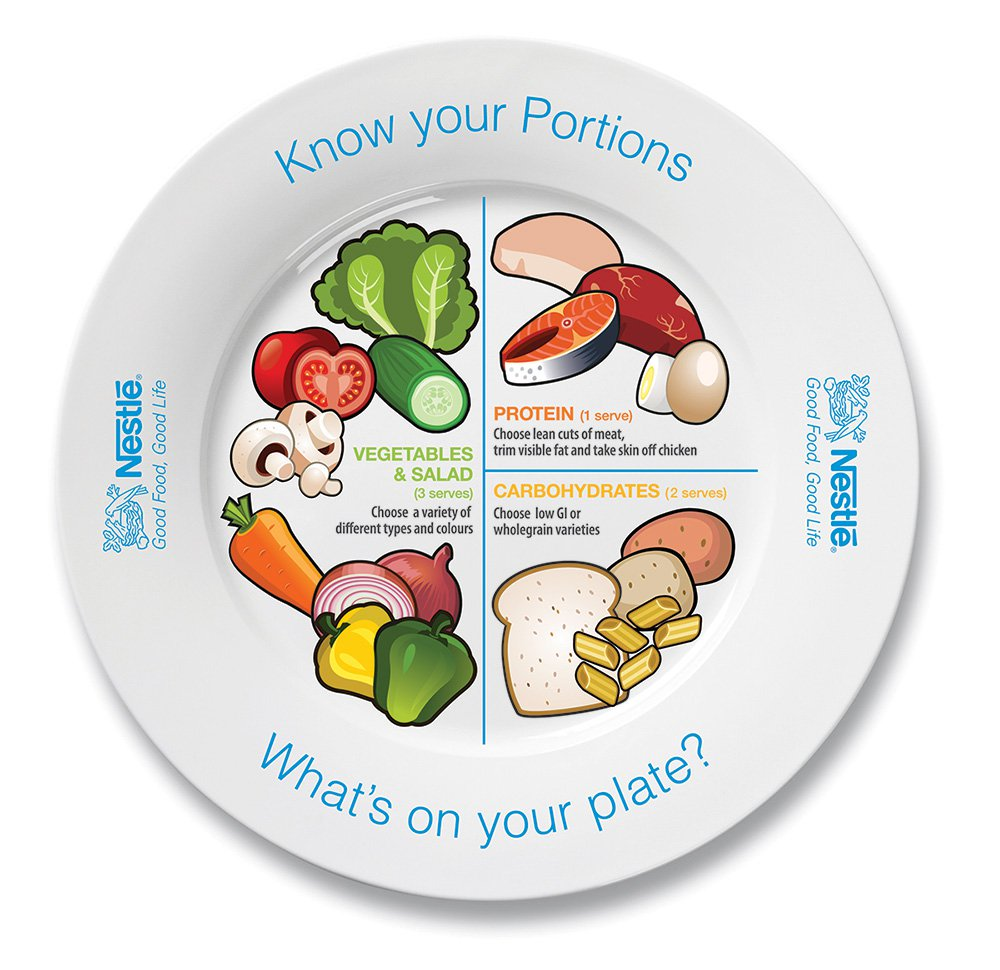 Know your Portions
Nestlé®
Good Food, Good Life
VEGETABLES
& SALAD
(3 serves)
Choose a variety of
different types and colours
PROTEIN (1 serve)
Choose lean cuts of meat,
trim visible fat and take skin off chicken
CARBOHYDRATES (2 serves)
Choose low GI or
wholegrain varieties
Nestlé®
Good Food, Good Life
What's on your plate?